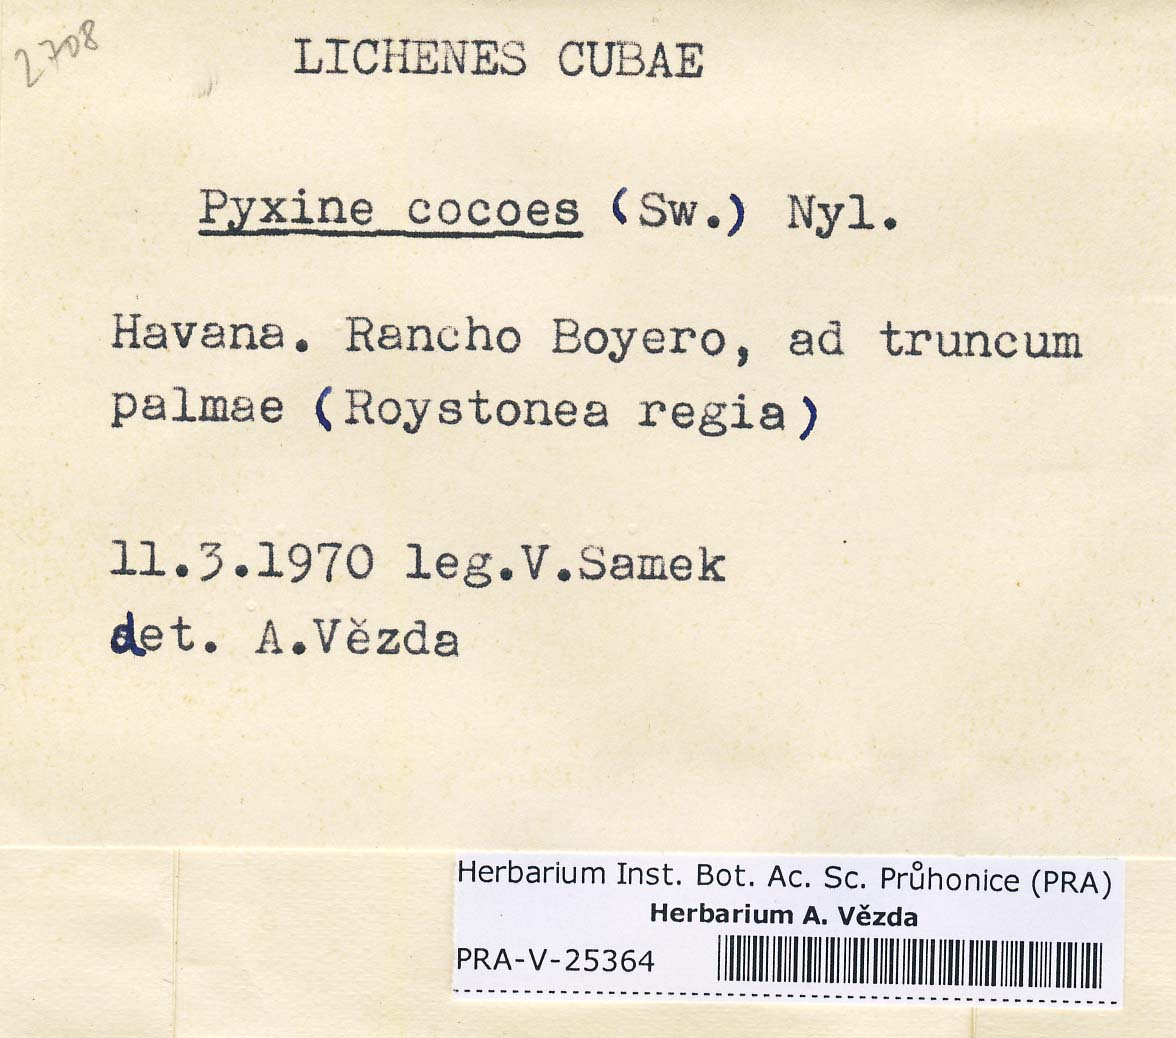 2708
LICHENES CUBAE
Pyxine cocoes (Sw.) Nyl.
Havana. Rancho Boyero, ad truncum
palmae (Roystonea regia)
11.3.1970 leg.V.Samek
det. A.Vězda
Herbarium Inst. Bot. Ac. Sc. Průhonice (PRA)
Herbarium A. Vězda
PRA-V-25364